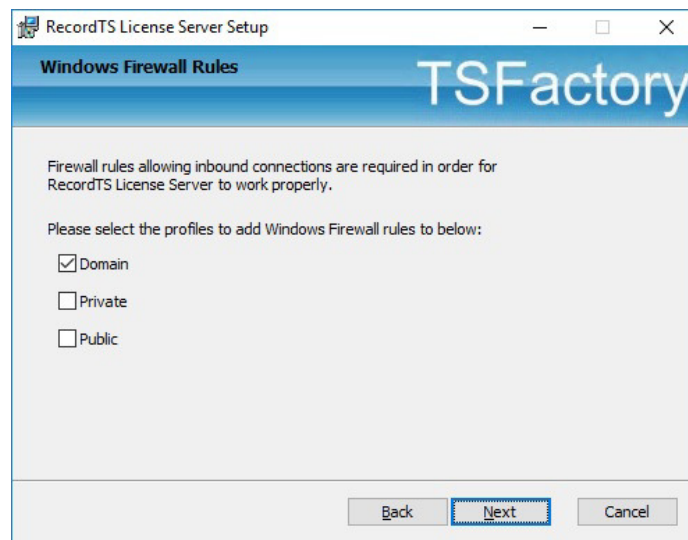 RecordTS License Server Setup
Windows Firewall Rules
TSFactory
Firewall rules allowing inbound connections are required in order for
RecordTS License Server to work properly.
Please select the profiles to add Windows Firewall rules to below:
Domain
Private
Public
Back
Next
Cancel